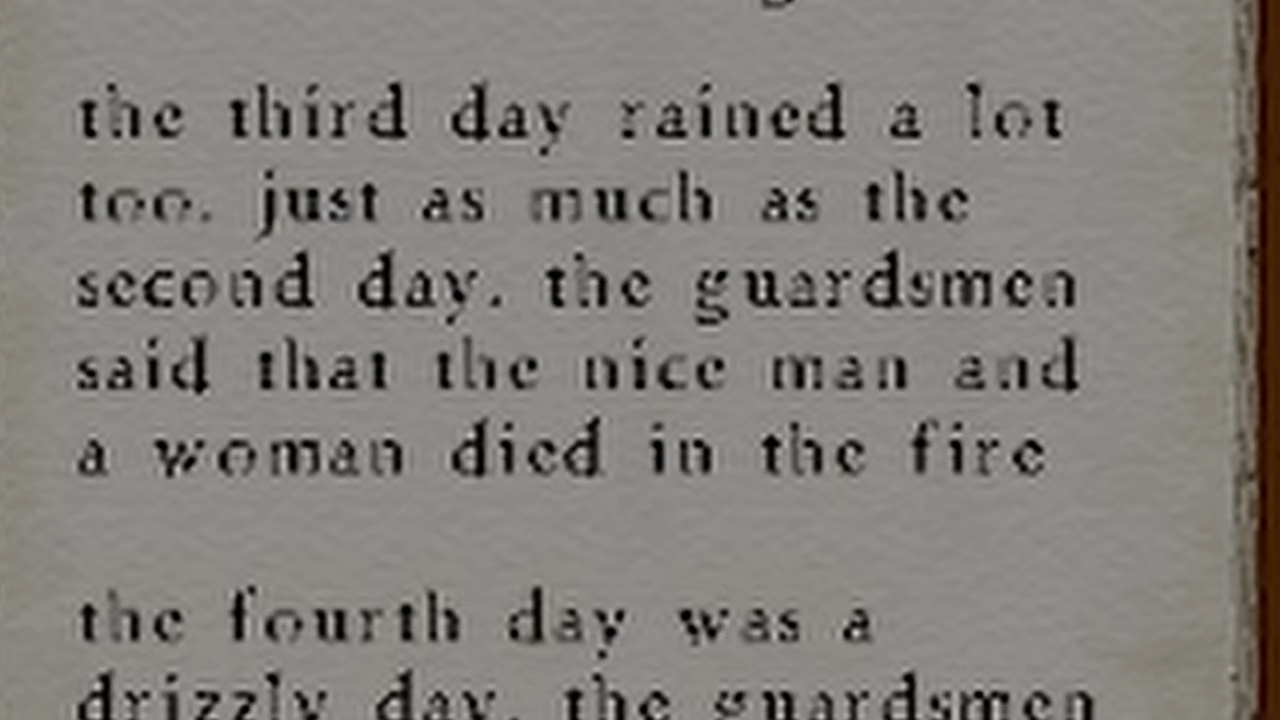 the third day rained a lot
too. just as much as the
second day. the guardsmen
said that the nice man and
a woman died in the fire
the fourth day was a
drizzly day. the guardsmen